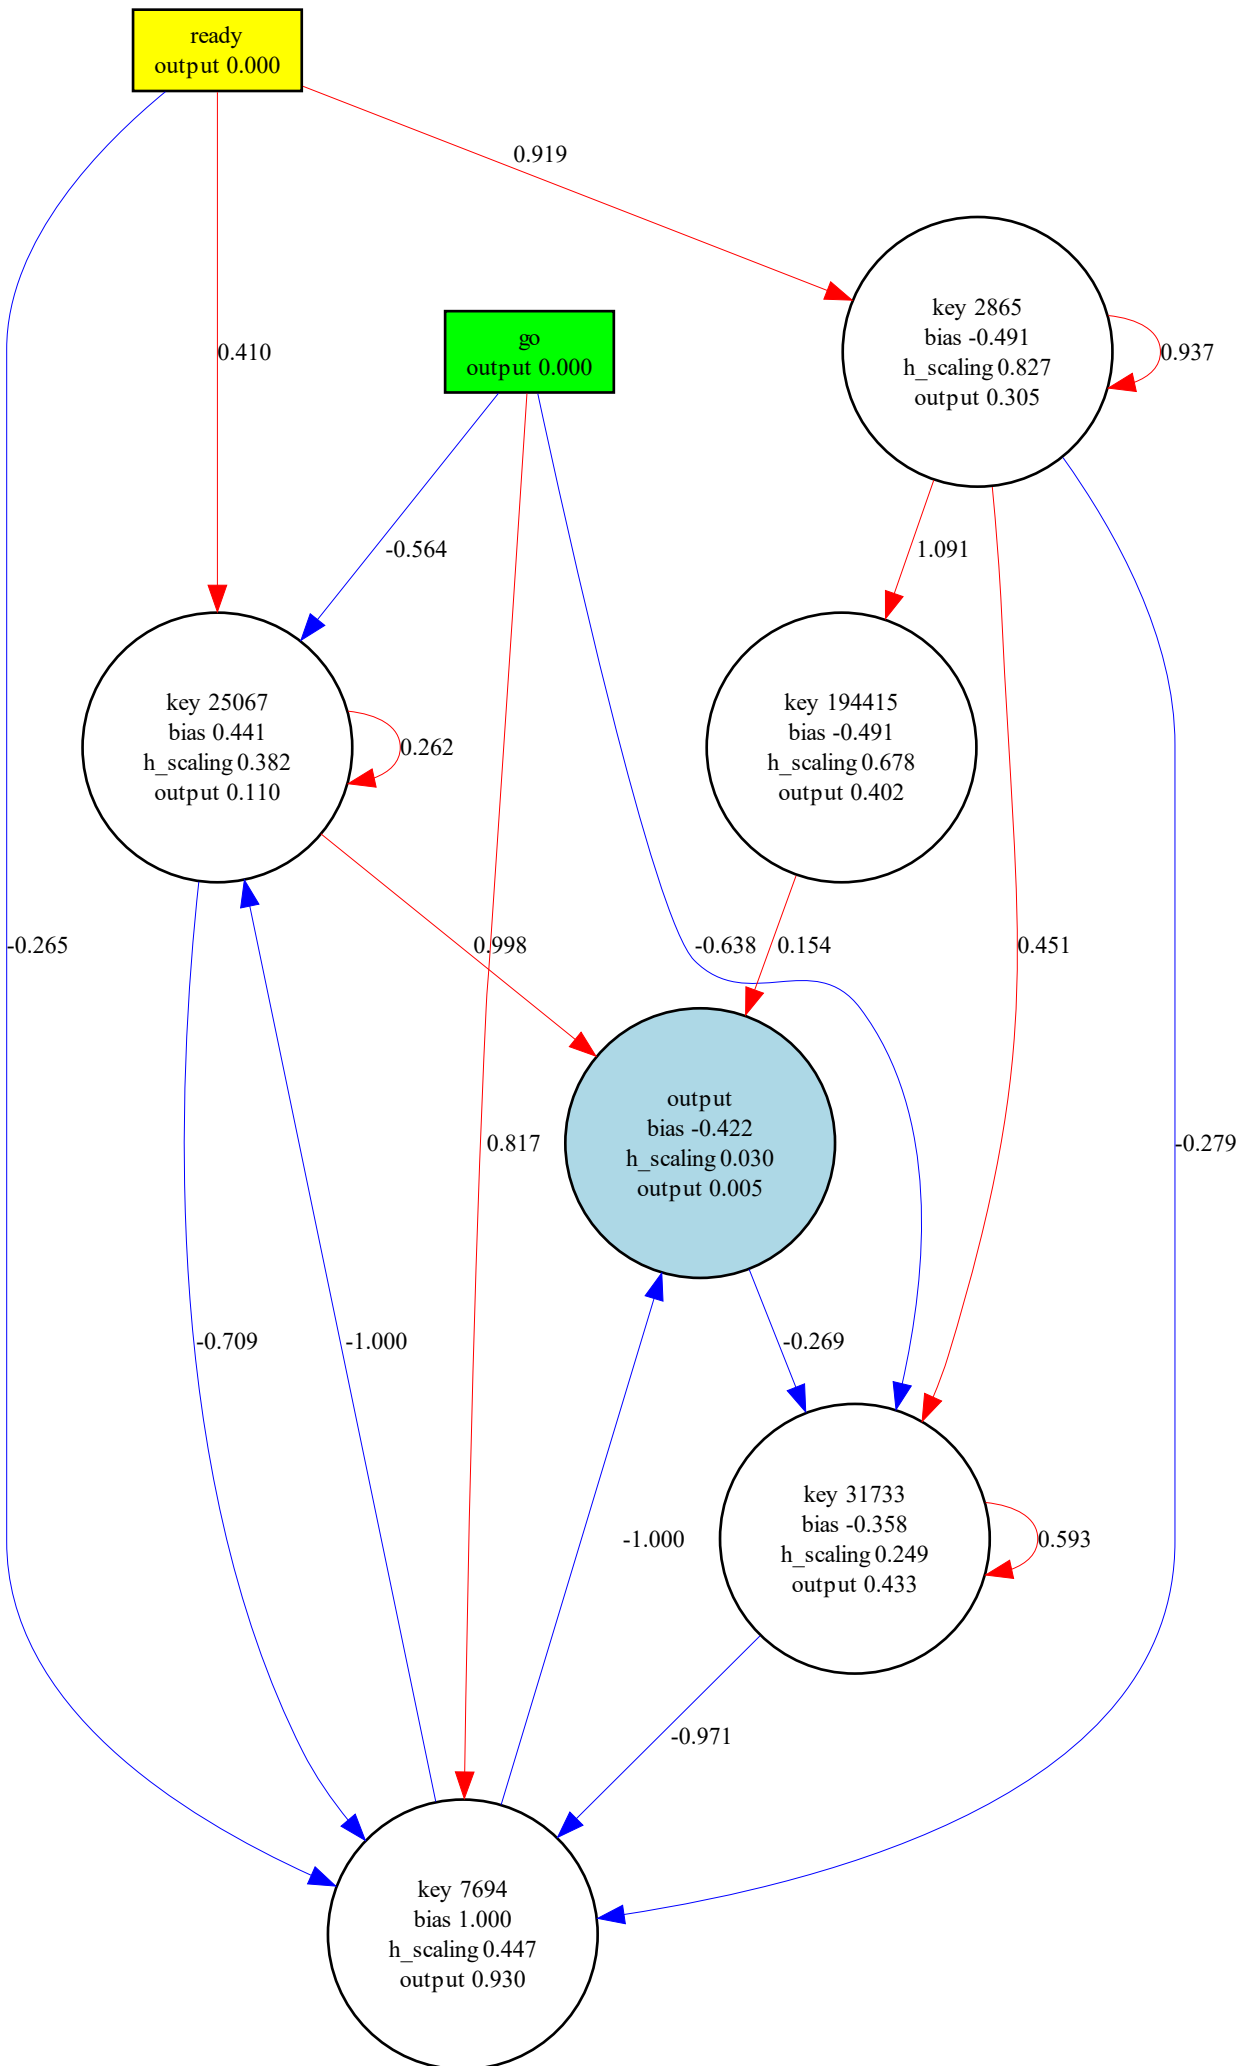 ready
output 0.000
0.919
key 2865
bias -0.491
h_scaling 0.827
output 0.305
0.937
go
output 0.000
0.410
-0.564
1.091
key 25067
bias 0.441
h_scaling 0.382
output 0.110
0.262
key 194415
bias -0.491
h_scaling 0.678
output 0.402
-0.265
0.998
-0.638
0.154
0.451
output
bias -0.422
h_scaling 0.030
output 0.005
0.817
-0.279
-0.709
-1.000
-0.269
key 31733
bias -0.358
h_scaling 0.249
output 0.433
-1.000
0.593
-0.971
key 7694
bias 1.000
h_scaling 0.447
output 0.930